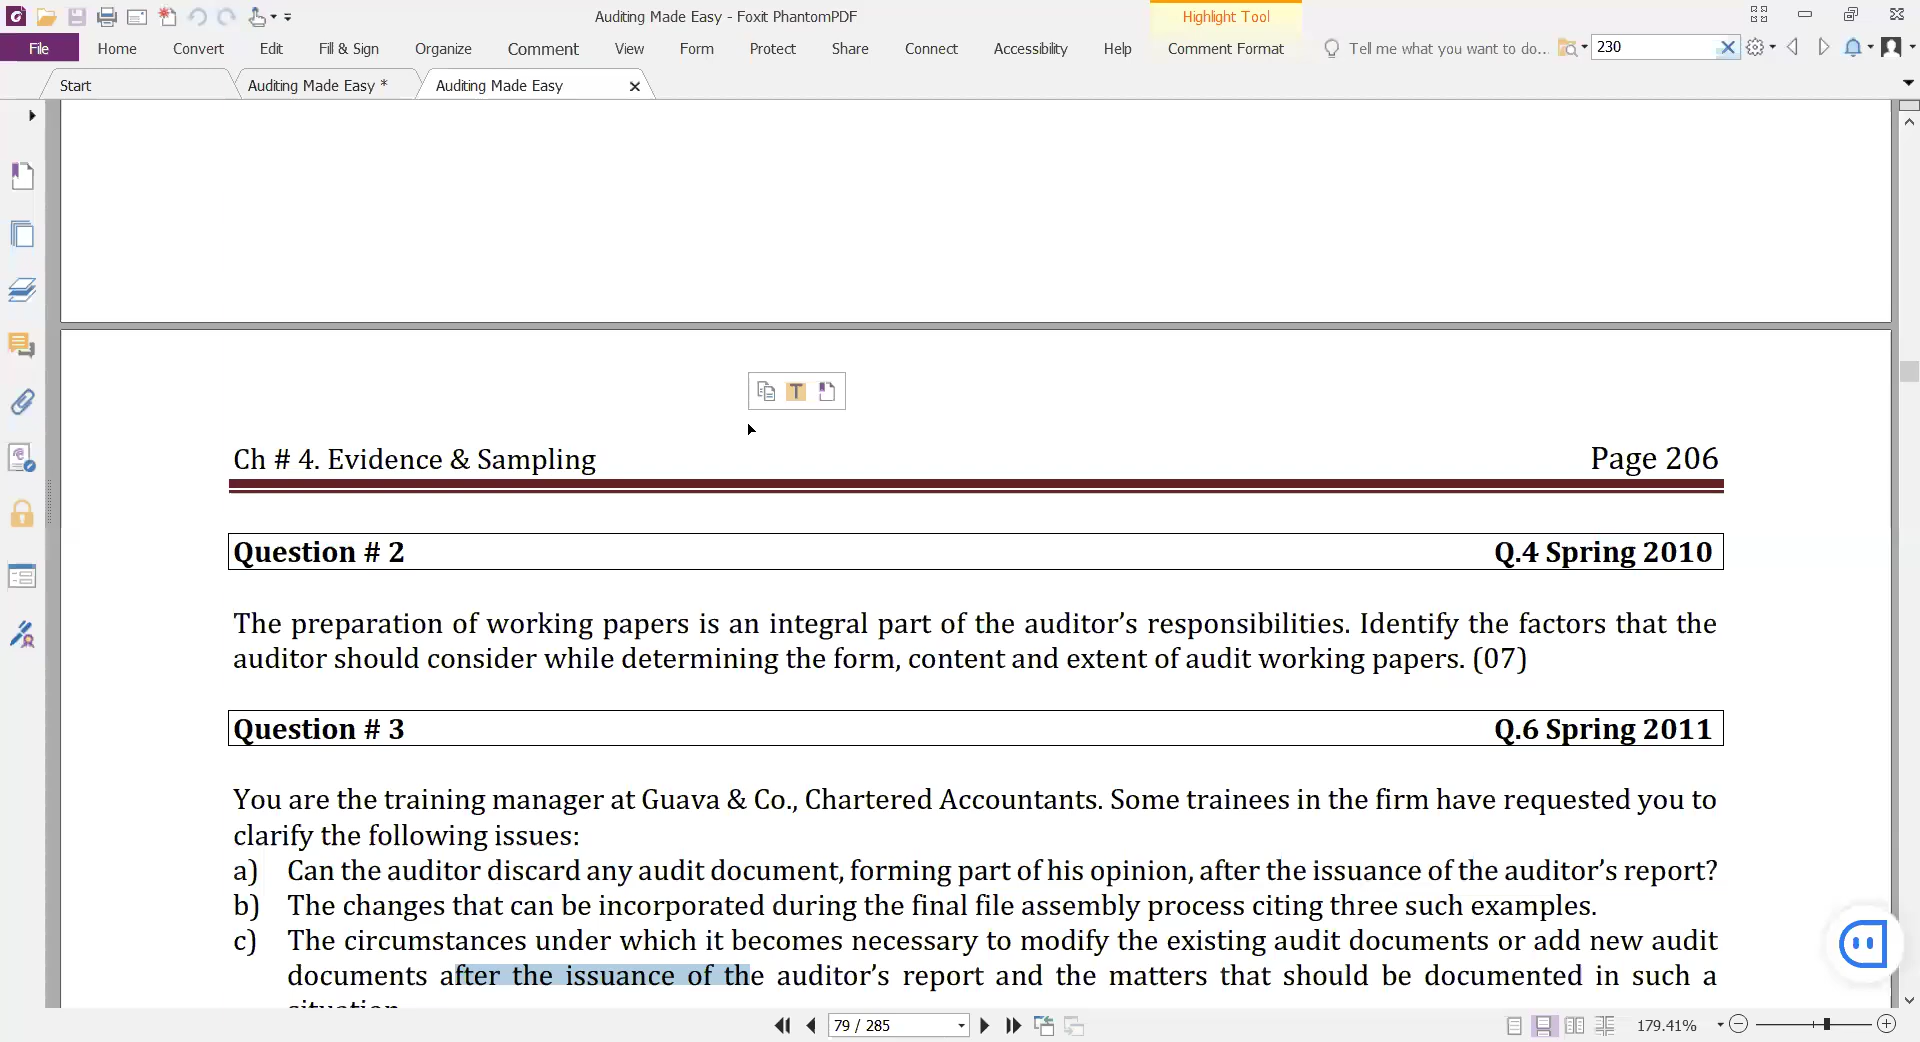 Auditing Made Easy - Foxit PhantomPDF
Highlight Tool
File Home Convert Edit Fill & Sign Organize Comment View Form Protect Share Connect Accessibility Help Comment Format Tell me what you want to do... 230
Start Auditing Made Easy * Auditing Made Easy
T
Ch # 4. Evidence & Sampling Page 206
Question # 2 Q.4 Spring 2010
The preparation of working papers is an integral part of the auditor’s responsibilities. Identify the factors that the
auditor should consider while determining the form, content and extent of audit working papers. (07)
Question # 3 Q.6 Spring 2011
You are the training manager at Guava & Co., Chartered Accountants. Some trainees in the firm have requested you to
clarify the following issues:
a) Can the auditor discard any audit document, forming part of his opinion, after the issuance of the auditor’s report?
b) The changes that can be incorporated during the final file assembly process citing three such examples.
c) The circumstances under which it becomes necessary to modify the existing audit documents or add new audit
documents after the issuance of the auditor’s report and the matters that should be documented in such a
situation
79 / 285 179.41%